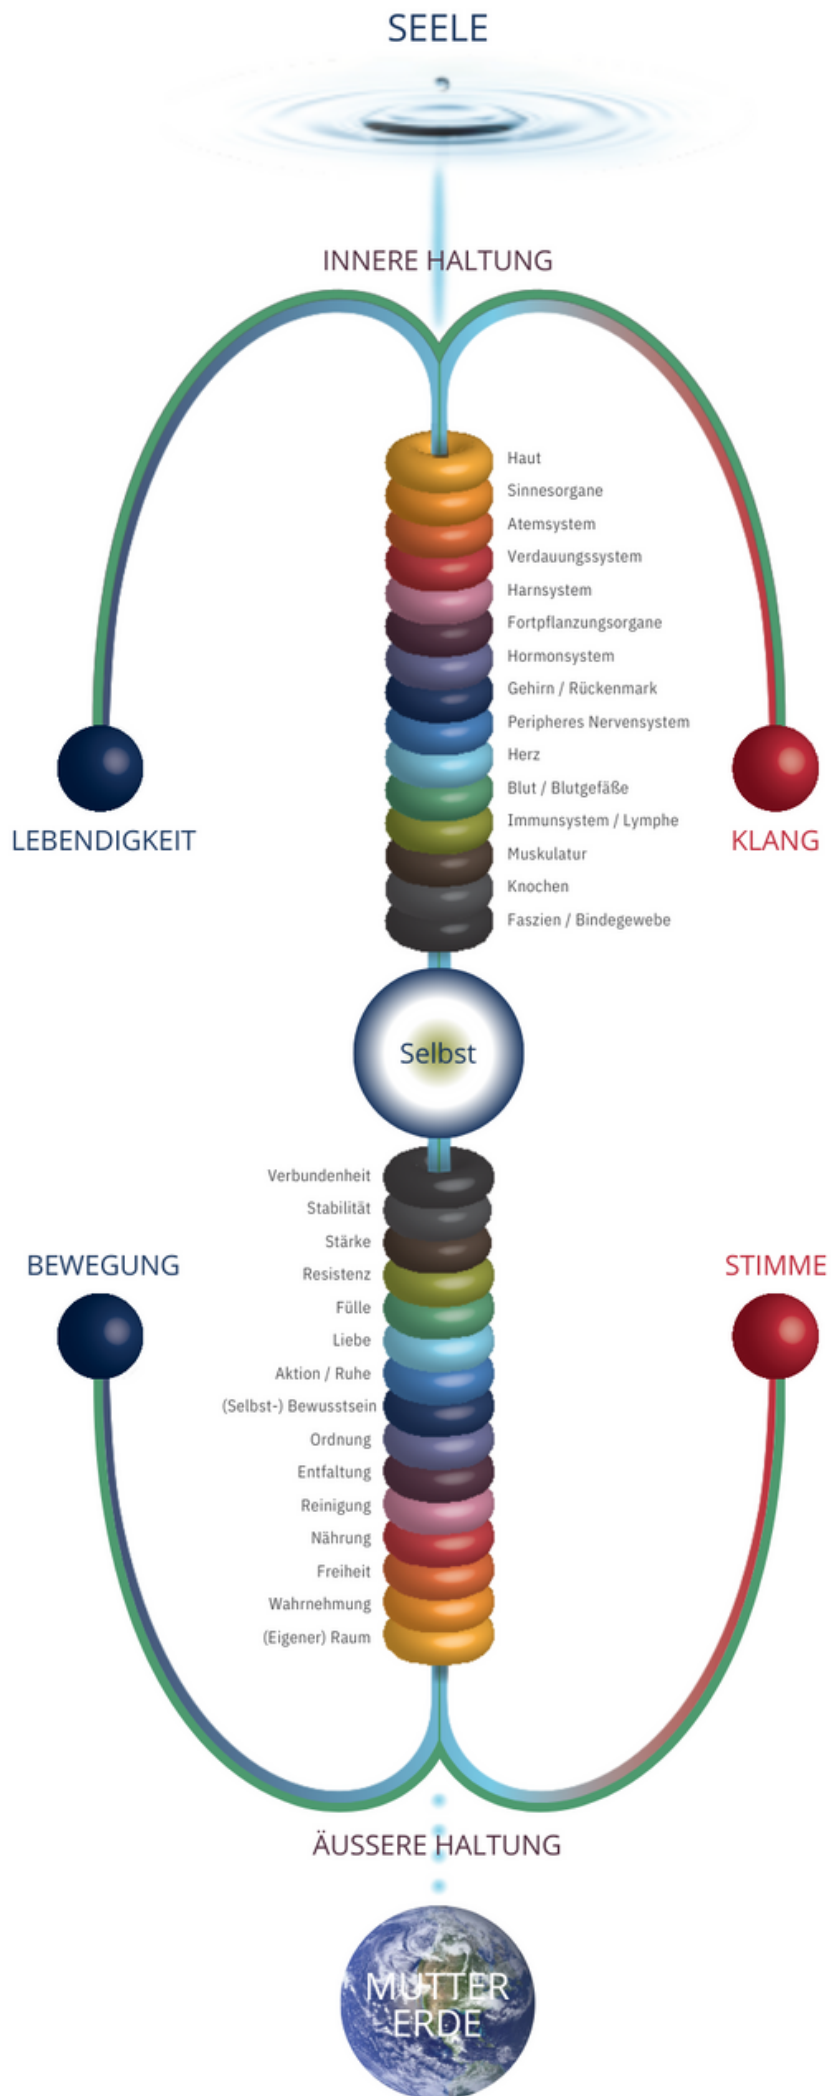 SEELE
INNERE HALTUNG
Haut
Sinnesorgane
Atemsystem
Verdauungssystem
Harnsystem
Fortpflanzungsorgane
Hormonsystem
Gehirn / Rückenmark
Peripheres Nervensystem
Herz
Blut / Blutgefäße
Immunsystem / Lymphe
Muskulatur
Knochen
Faszien / Bindegewebe
LEBENDIGKEIT
KLANG
Selbst
BEWEGUNG
STIMME
Verbundenheit
Stabilität
Stärke
Resistenz
Fülle
Liebe
Aktion / Ruhe
(Selbst-) Bewusstsein
Ordnung
Entfaltung
Reinigung
Nährung
Freiheit
Wahrnehmung
(Eigener) Raum
ÄUSSERE HALTUNG
MUTTER
ERDE